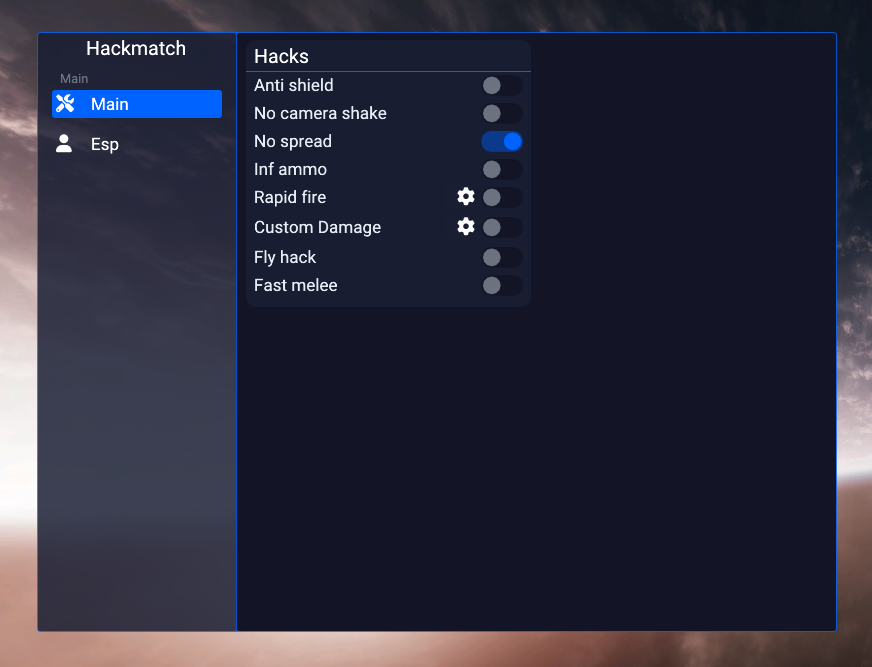 Hackmatch
Main
Main
Esp
Hacks
Anti shield
No camera shake
No spread
Inf ammo
Rapid fire
Custom Damage
Fly hack
Fast melee